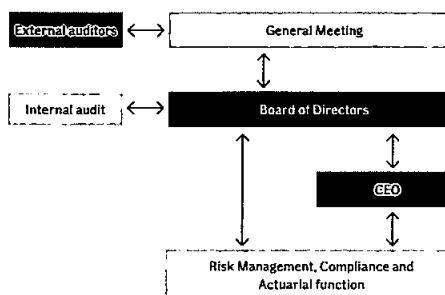 External auditors
General Meeting
Internal audit
Board of Directors
CEO
Risk Management, Compliance and
Actuarial function